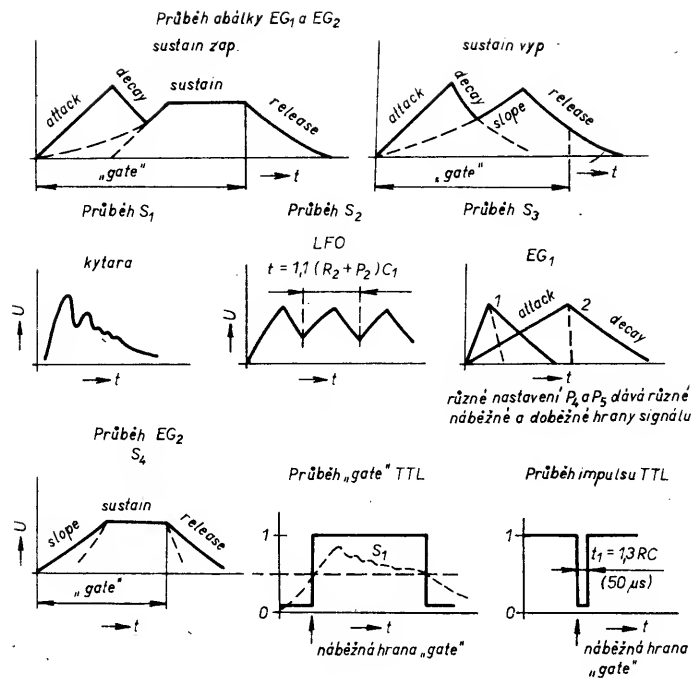 Průběh abálky EG₁ a EG₂
sustain zap.
sustain vyp
attack
decay
sustain
release
„gate"
t
attack
decay
slope
release
„gate"
t
Průběh S₁
Průběh S₂
Průběh S₃
kytara
U
t
LFO
t = 1,1 (R₂ + P₂) C₁
U
t
EG₁
1
attack
2
decay
U
t
různé nastavení P₄ a P₅ dává různé
náběžné a doběžné hrany signálu
Průběh EG₂
S₄
U
slope
sustain
release
„gate"
t
Průběh „gate" TTL
1
S₁
0
t
náběžná hrana „gate"
Průběh impulsu TTL
1
t₁ = 1,3 RC
(50 µs)
0
t
náběžná hrana
„gate"